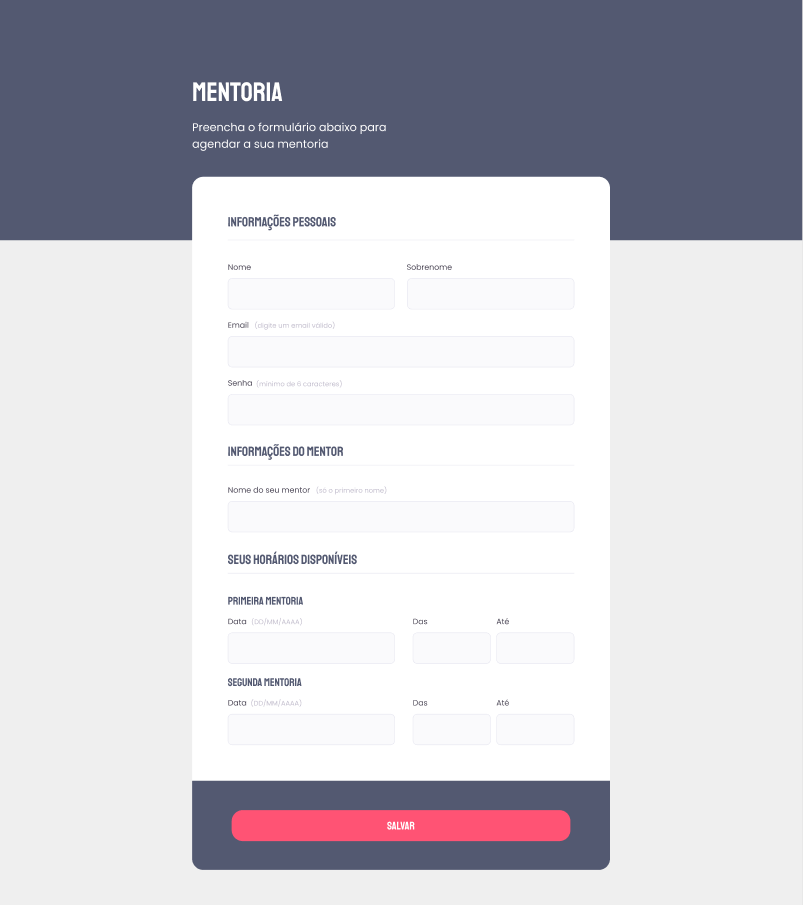 MENTORIA
Preencha o formulário abaixo para
agendar a sua mentoria
INFORMAÇÕES PESSOAIS
Nome Sobrenome
Email (digite um email válido)
Senha (mínimo de 6 carácteres)
INFORMAÇÕES DO MENTOR
Nome do seu mentor (só o primeiro nome)
SEUS HORÁRIOS DISPONÍVEIS
PRIMEIRA MENTORIA
Data (DD/MM/AAAA) Das Até
SEGUNDA MENTORIA
Data (DD/MM/AAAA) Das Até
SALVAR